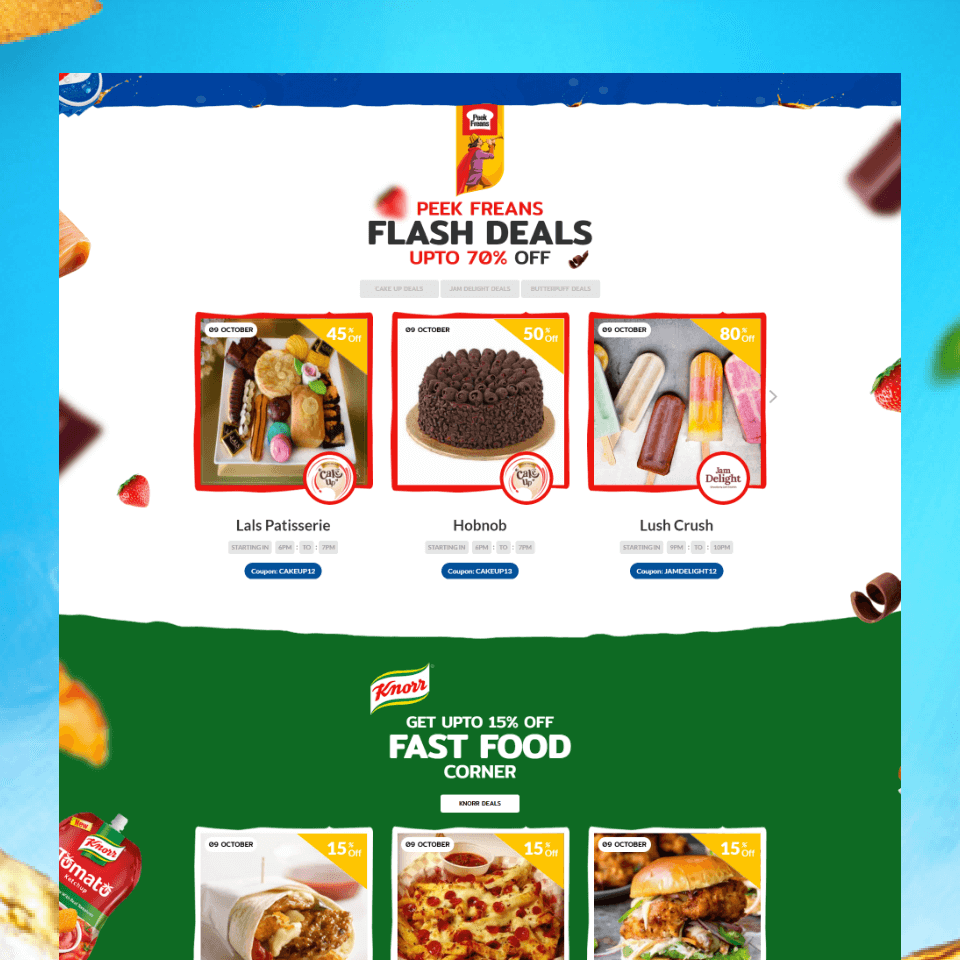 Peek
Freans
PEEK FREANS
FLASH DEALS
UPTO 70% OFF
CAKE UP DEALS
JAM DELIGHT DEALS
BUTTERPUFF DEALS
09 OCTOBER
45% Off
Cake
Up
09 OCTOBER
50% Off
Cake
Up
09 OCTOBER
80% Off
Jam
Delight
Lals Patisserie
STARTING IN 6PM : TO : 7PM
Coupon: CAKEUP12
Hobnob
STARTING IN 6PM : TO : 7PM
Coupon: CAKEUP13
Lush Crush
STARTING IN 9PM : TO : 10PM
Coupon: JAMDELIGHT12
Knorr
GET UPTO 15% OFF
FAST FOOD
CORNER
KNORR DEALS
New
Knorr
Tomato
Ketchup
09 OCTOBER
15% Off
09 OCTOBER
15% Off
09 OCTOBER
15% Off